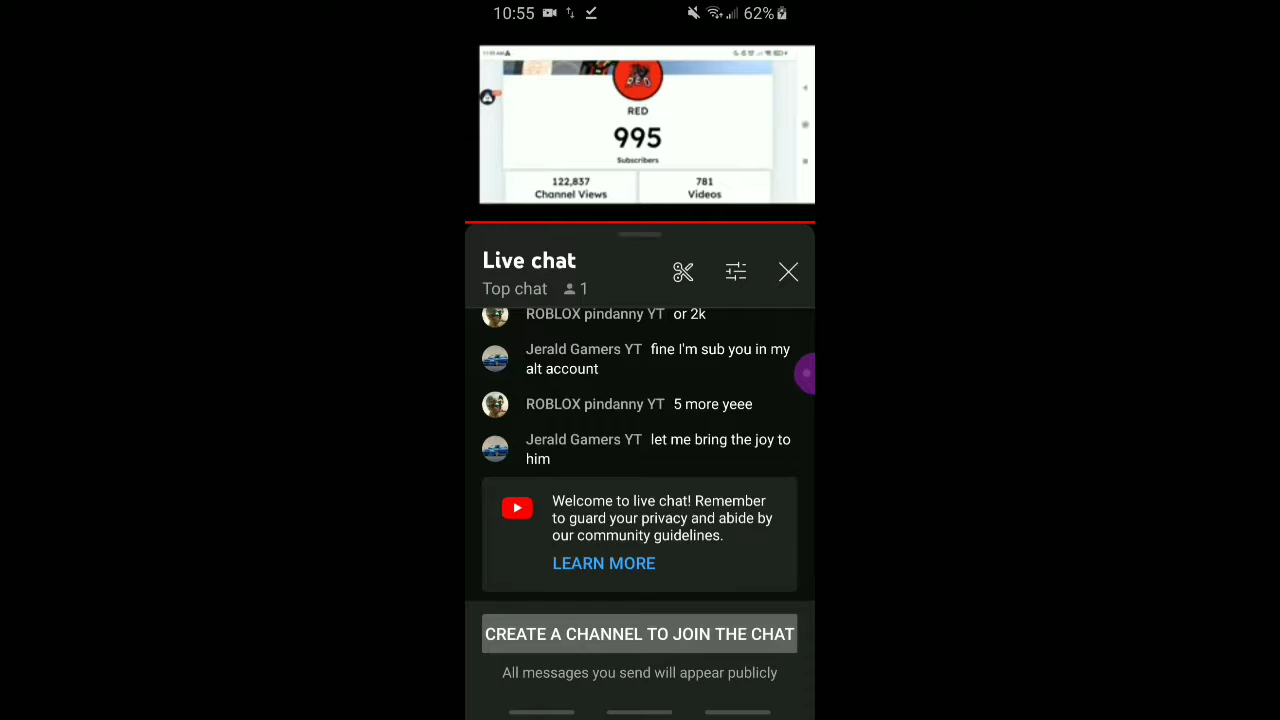 10:55 62%
RED
RED
995
Subscribers
122,837 781
Channel Views Videos
Live chat
Top chat 1
ROBLOX pindanny YT or 2k
Jerald Gamers YT fine I'm sub you in my
alt account
ROBLOX pindanny YT 5 more yeee
Jerald Gamers YT let me bring the joy to
him
Welcome to live chat! Remember
to guard your privacy and abide by
our community guidelines.
LEARN MORE
CREATE A CHANNEL TO JOIN THE CHAT
All messages you send will appear publicly